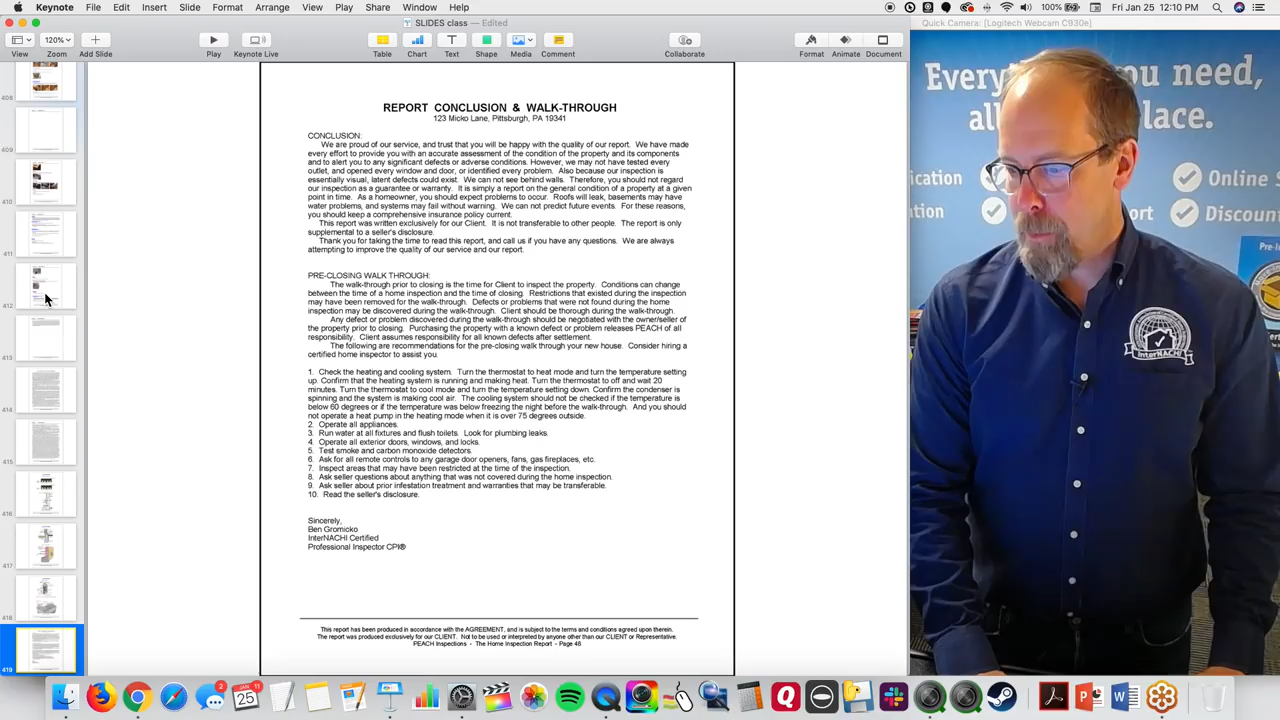 Keynote File Edit Insert Slide Format Arrange View Play Share Window Help 100% Fri Jan 25 12:10 PM
SLIDES class — Edited
Quick Camera: [Logitech Webcam C930e]
120%
View Zoom Add Slide Play Keynote Live Table Chart Text Shape Media Comment Collaborate Format Animate Document
408
409
410
411
412
413
414
415
416
417
418
419
REPORT CONCLUSION & WALK-THROUGH
123 Micko Lane, Pittsburgh, PA 19341
CONCLUSION:
We are proud of our service, and trust that you will be happy with the quality of our report. We have made
every effort to provide you with an accurate assessment of the condition of the property and its components
and to alert you to any significant defects or adverse conditions. However, we may not have tested every
outlet, and opened every window and door, or identified every problem. Also because our inspection is
essentially visual, latent defects could exist. We can not see behind walls. Therefore, you should not regard
our inspection as a guarantee or warranty. It is simply a report on the general condition of a property at a given
point in time. As a homeowner, you should expect problems to occur. Roofs will leak, basements may have
water problems, and systems may fail without warning. We can not predict future events. For these reasons,
you should keep a comprehensive insurance policy current.
This report was written exclusively for our Client. It is not transferable to other people. The report is only
supplemental to a seller's disclosure.
Thank you for taking the time to read this report, and call us if you have any questions. We are always
attempting to improve the quality of our service and our report.
PRE-CLOSING WALK THROUGH:
The walk-through prior to closing is the time for Client to inspect the property. Conditions can change
between the time of a home inspection and the time of closing. Restrictions that existed during the inspection
may have been removed for the walk-through. Defects or problems that were not found during the home
inspection may be discovered during the walk-through. Client should be thorough during the walk-through.
Any defect or problem discovered during the walk-through should be negotiated with the owner/seller of
the property prior to closing. Purchasing the property with a known defect or problem releases PEACH of all
responsibility. Client assumes responsibility for all known defects after settlement.
The following are recommendations for the pre-closing walk through your new house. Consider hiring a
certified home inspector to assist you.
1. Check the heating and cooling system. Turn the thermostat to heat mode and turn the temperature setting
up. Confirm that the heating system is running and making heat. Turn the thermostat to off and wait 20
minutes. Turn the thermostat to cool mode and turn the temperature setting down. Confirm the condenser is
spinning and the system is making cool air. The cooling system should not be checked if the temperature is
below 60 degrees or if the temperature was below freezing the night before the walk-through. And you should
not operate a heat pump in the heating mode when it is over 75 degrees outside.
2. Operate all appliances.
3. Run water at all fixtures and flush toilets. Look for plumbing leaks.
4. Operate all exterior doors, windows, and locks.
5. Test smoke and carbon monoxide detectors.
6. Ask for all remote controls to any garage door openers, fans, gas fireplaces, etc.
7. Inspect areas that may have been restricted at the time of the inspection.
8. Ask seller questions about anything that was not covered during the home inspection.
9. Ask seller about prior infestation treatment and warranties that may be transferable.
10. Read the seller's disclosure.
Sincerely,
Ben Gromicko
InterNACHI Certified
Professional Inspector CPI®
This report has been produced in accordance with the AGREEMENT, and is subject to the terms and conditions agreed upon therein.
The report was produced exclusively for our CLIENT. Not to be used or interpreted by anyone other than our CLIENT or Representative.
PEACH Inspections - The Home Inspection Report - Page 48
you need,
Online
Discou
InterNACHI
JAN
25
11
2